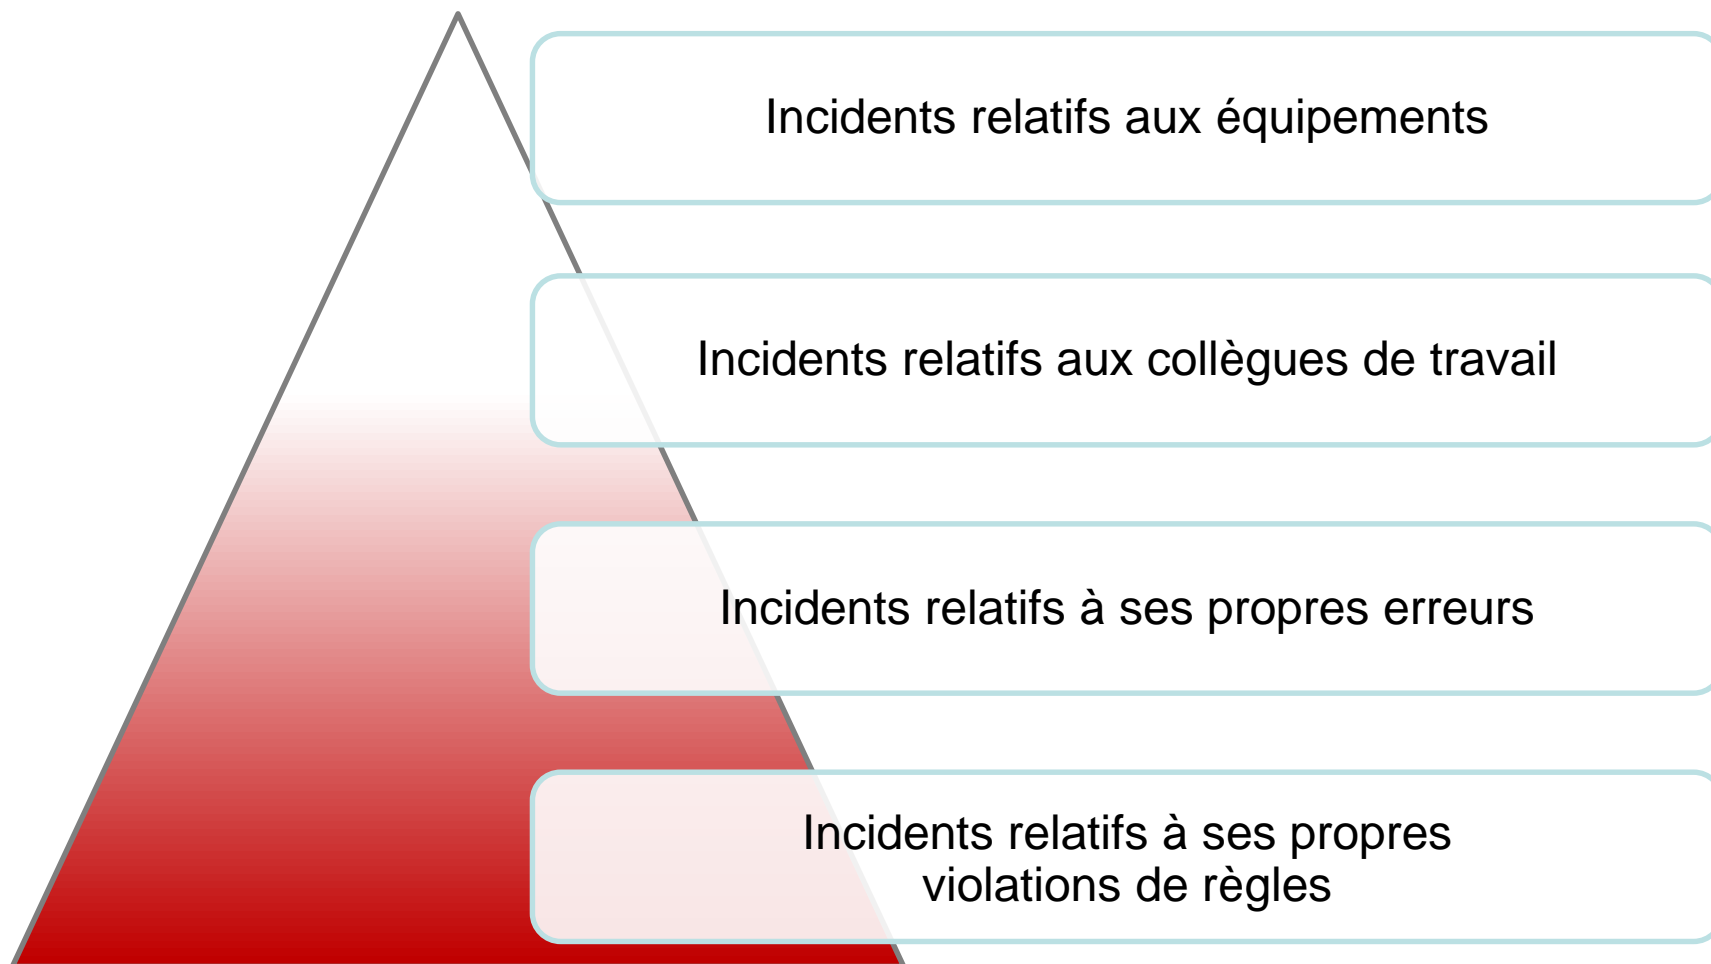 Incidents relatifs aux équipements
Incidents relatifs aux collègues de travail
Incidents relatifs à ses propres erreurs
Incidents relatifs à ses propres
violations de règles